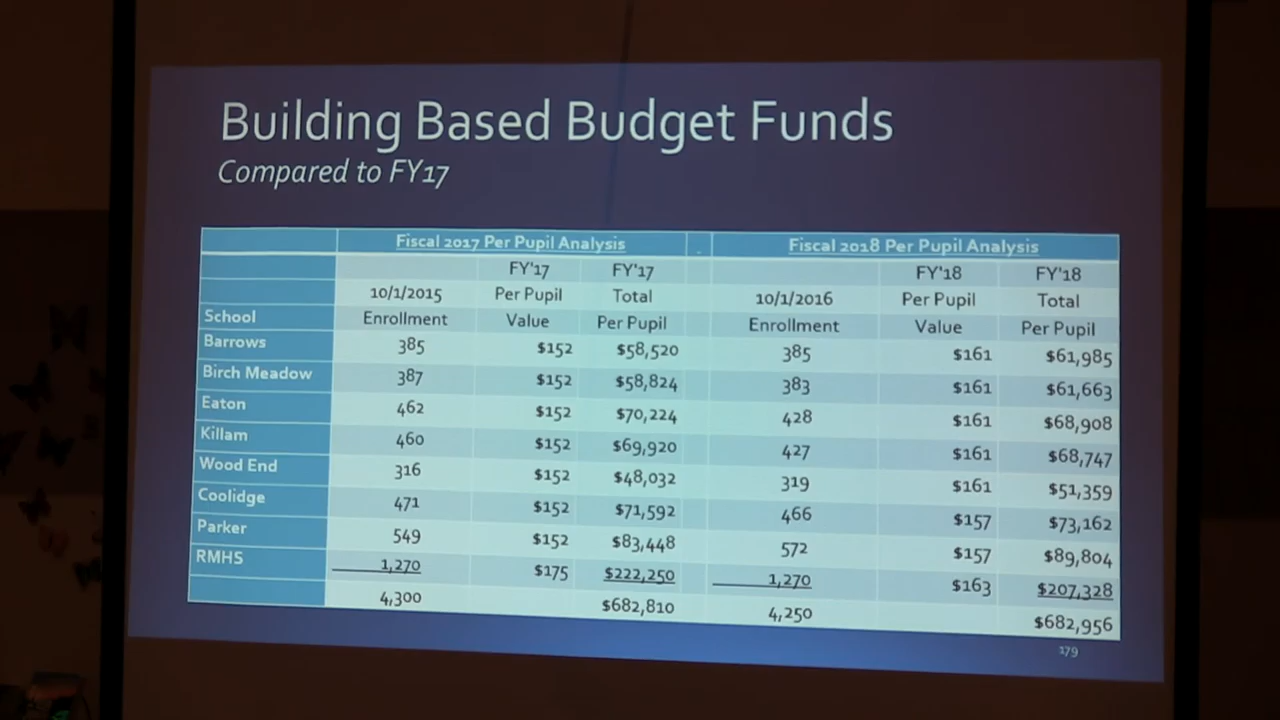 Building Based Budget Funds
Compared to FY17
Fiscal 2017 Per Pupil Analysis . Fiscal 2018 Per Pupil Analysis
FY'17 FY'17 FY'18 FY'18
10/1/2015 Per Pupil Total 10/1/2016 Per Pupil Total
School Enrollment Value Per Pupil Enrollment Value Per Pupil
Barrows 385 $152 $58,520 385 $161 $61,985
Birch Meadow 387 $152 $58,824 383 $161 $61,663
Eaton 462 $152 $70,224 428 $161 $68,908
Killam 460 $152 $69,920 427 $161 $68,747
Wood End 316 $152 $48,032 319 $161 $51,359
Coolidge 471 $152 $71,592 466 $157 $73,162
Parker 549 $152 $83,448 572 $157 $89,804
RMHS 1,270 $175 $222,250 1,270 $163 $207,328
4,300 $682,810 4,250 $682,956
179